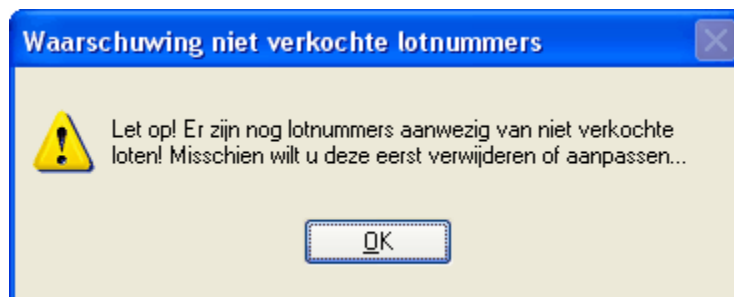 Waarschuwing niet verkochte lotnummers
Let op! Er zijn nog lotnummers aanwezig van niet verkochte
loten! Misschien wilt u deze eerst verwijderen of aanpassen...
OK